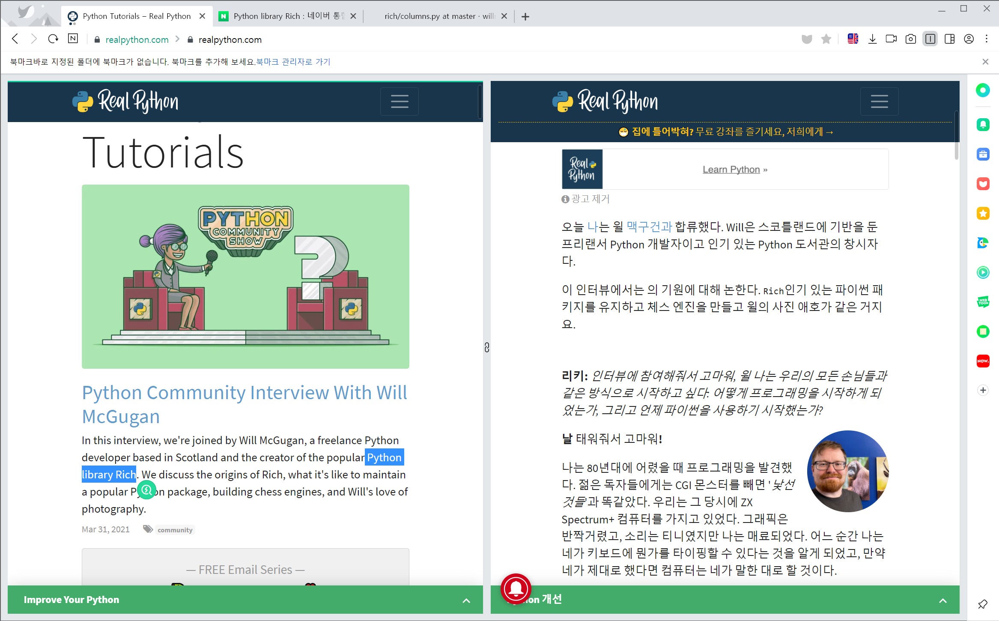 Python Tutorials – Real Python
Python library Rich : 네이버 통합
rich/columns.py at master · willm
N
realpython.com > realpython.com
북마크바로 지정된 폴더에 북마크가 없습니다. 북마크를 추가해 보세요.북마크 관리자로 가기
Real Python
Tutorials
PYTHON
COMMUNITY
SHOW
?
Python Community Interview With Will
McGugan
In this interview, we're joined by Will McGugan, a freelance Python
developer based in Scotland and the creator of the popular Python
library Rich. We discuss the origins of Rich, what it's like to maintain
a popular Python package, building chess engines, and Will's love of
photography.
Mar 31, 2021
community
— FREE Email Series —
Improve Your Python
Real Python
집에 틀어박혀? 무료 강좌를 즐기세요, 저희에게 →
Real
Python
Learn Python »
광고 제거
오늘 나는 윌 맥구건과 합류했다. Will은 스코틀랜드에 기반을 둔
프리랜서 Python 개발자이고 인기 있는 Python 도서관의 창시자
다.
이 인터뷰에서는 의 기원에 대해 논한다. Rich인기 있는 파이썬 패
키지를 유지하고 체스 엔진을 만들고 윌의 사진 애호가 같은 거지
요.
리키: 인터뷰에 참여해줘서 고마워, 윌 나는 우리의 모든 손님들과
같은 방식으로 시작하고 싶다: 어떻게 프로그래밍을 시작하게 되
었는가, 그리고 언제 파이썬을 사용하기 시작했는가?
날 태워줘서 고마워!
나는 80년대에 어렸을 때 프로그래밍을 발견했
다. 젊은 독자들에게는 CGI 몬스터를 빼면 '낯선
것들'과 똑같았다. 우리는 그 당시에 ZX
Spectrum+ 컴퓨터를 가지고 있었다. 그래픽은
반짝거렸고, 소리는 티니였지만 나는 매료되었다. 어느 순간 나는
네가 키보드에 뭔가를 타이핑할 수 있다는 것을 알게 되었고, 만약
네가 제대로 했다면 컴퓨터는 네가 말한 대로 할 것이다.
개선
WEB
TOON
NOW.